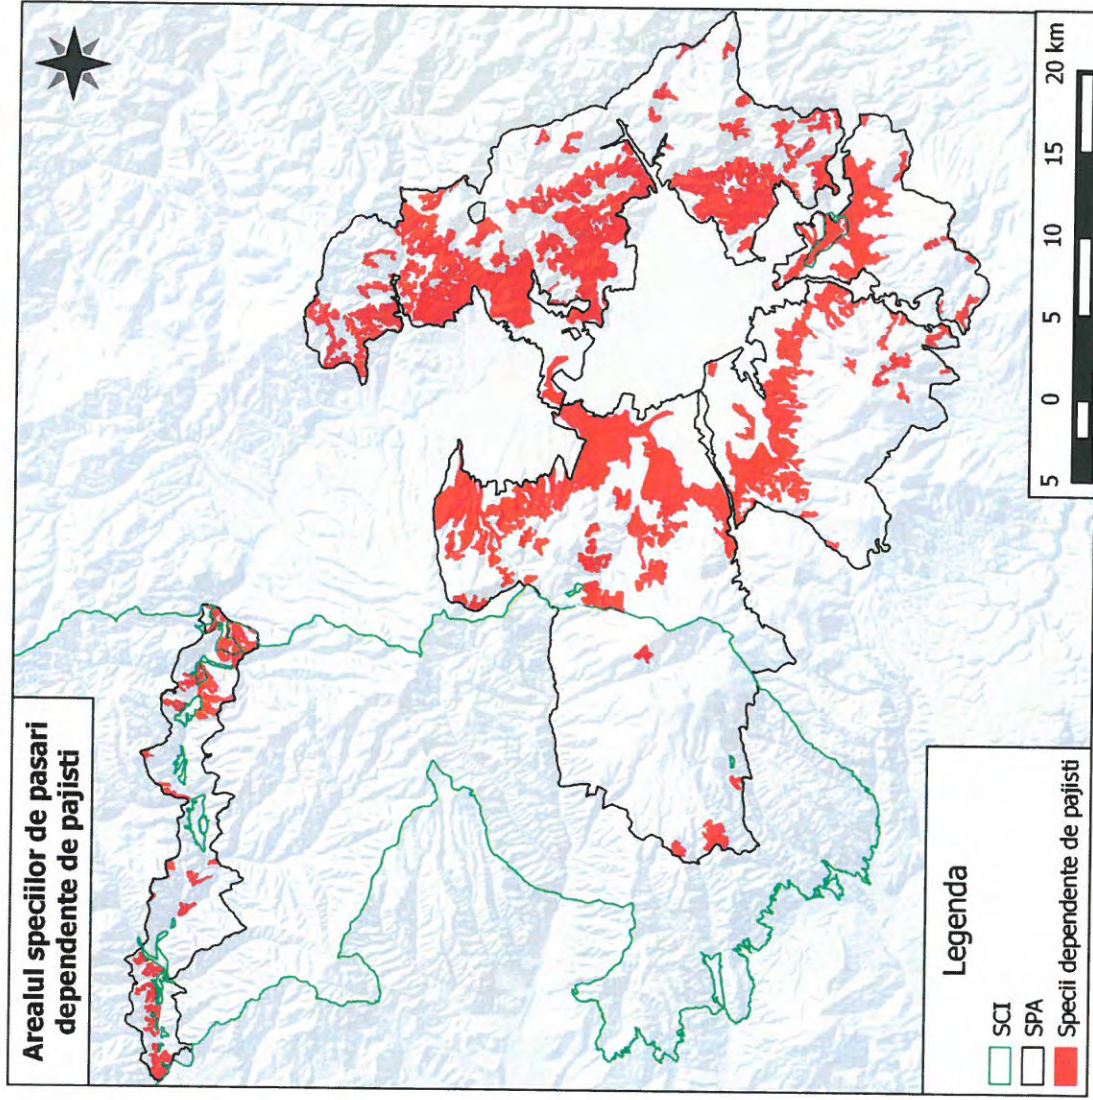 Arealul speciilor de pasari
dependente de pajisti
Legenda
SCI
SPA
Specii dependente de pajisti
5 0 5 10 15 20 km